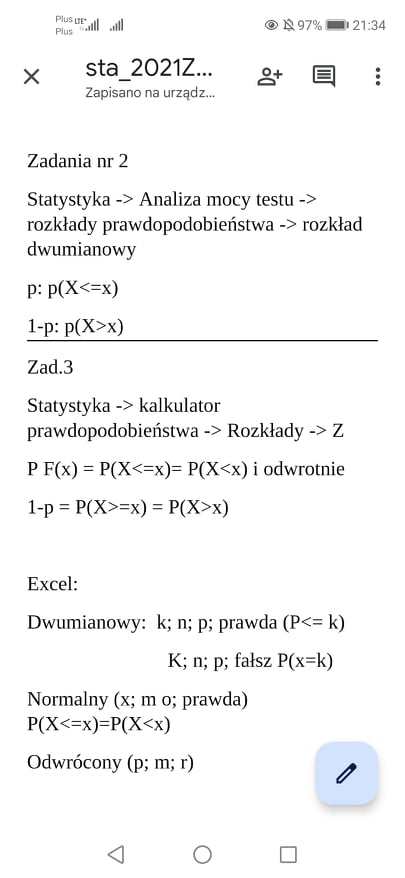 Plus LTE+
Plus
97% 21:34
sta_2021Z...
Zapisano na urządz...
Zadania nr 2
Statystyka -> Analiza mocy testu ->
rozkłady prawdopodobieństwa -> rozkład
dwumianowy
p: p(X<=x)
1-p: p(X>x)
Zad.3
Statystyka -> kalkulator
prawdopodobieństwa -> Rozkłady -> Z
P F(x) = P(X<=x)= P(X<x) i odwrotnie
1-p = P(X>=x) = P(X>x)
Excel:
Dwumianowy: k; n; p; prawda (P<= k)
K; n; p; fałsz P(x=k)
Normalny (x; m o; prawda)
P(X<=x)=P(X<x)
Odwrócony (p; m; r)